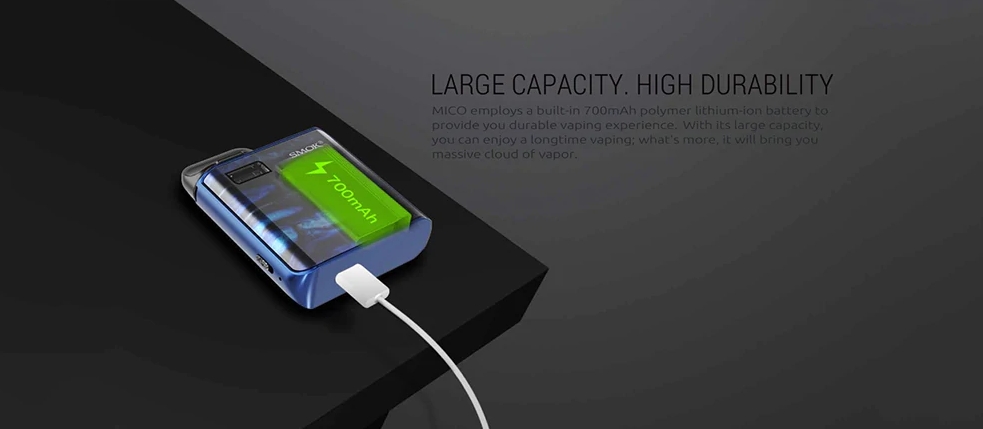 LARGE CAPACITY. HIGH DURABILITY
MICO employs a built-in 700mAh polymer lithium-ion battery to
provide you durable vaping experience. With its large capacity,
you can enjoy a longtime vaping; what's more, it will bring you
massive cloud of vapor.
SMOK
700mAh